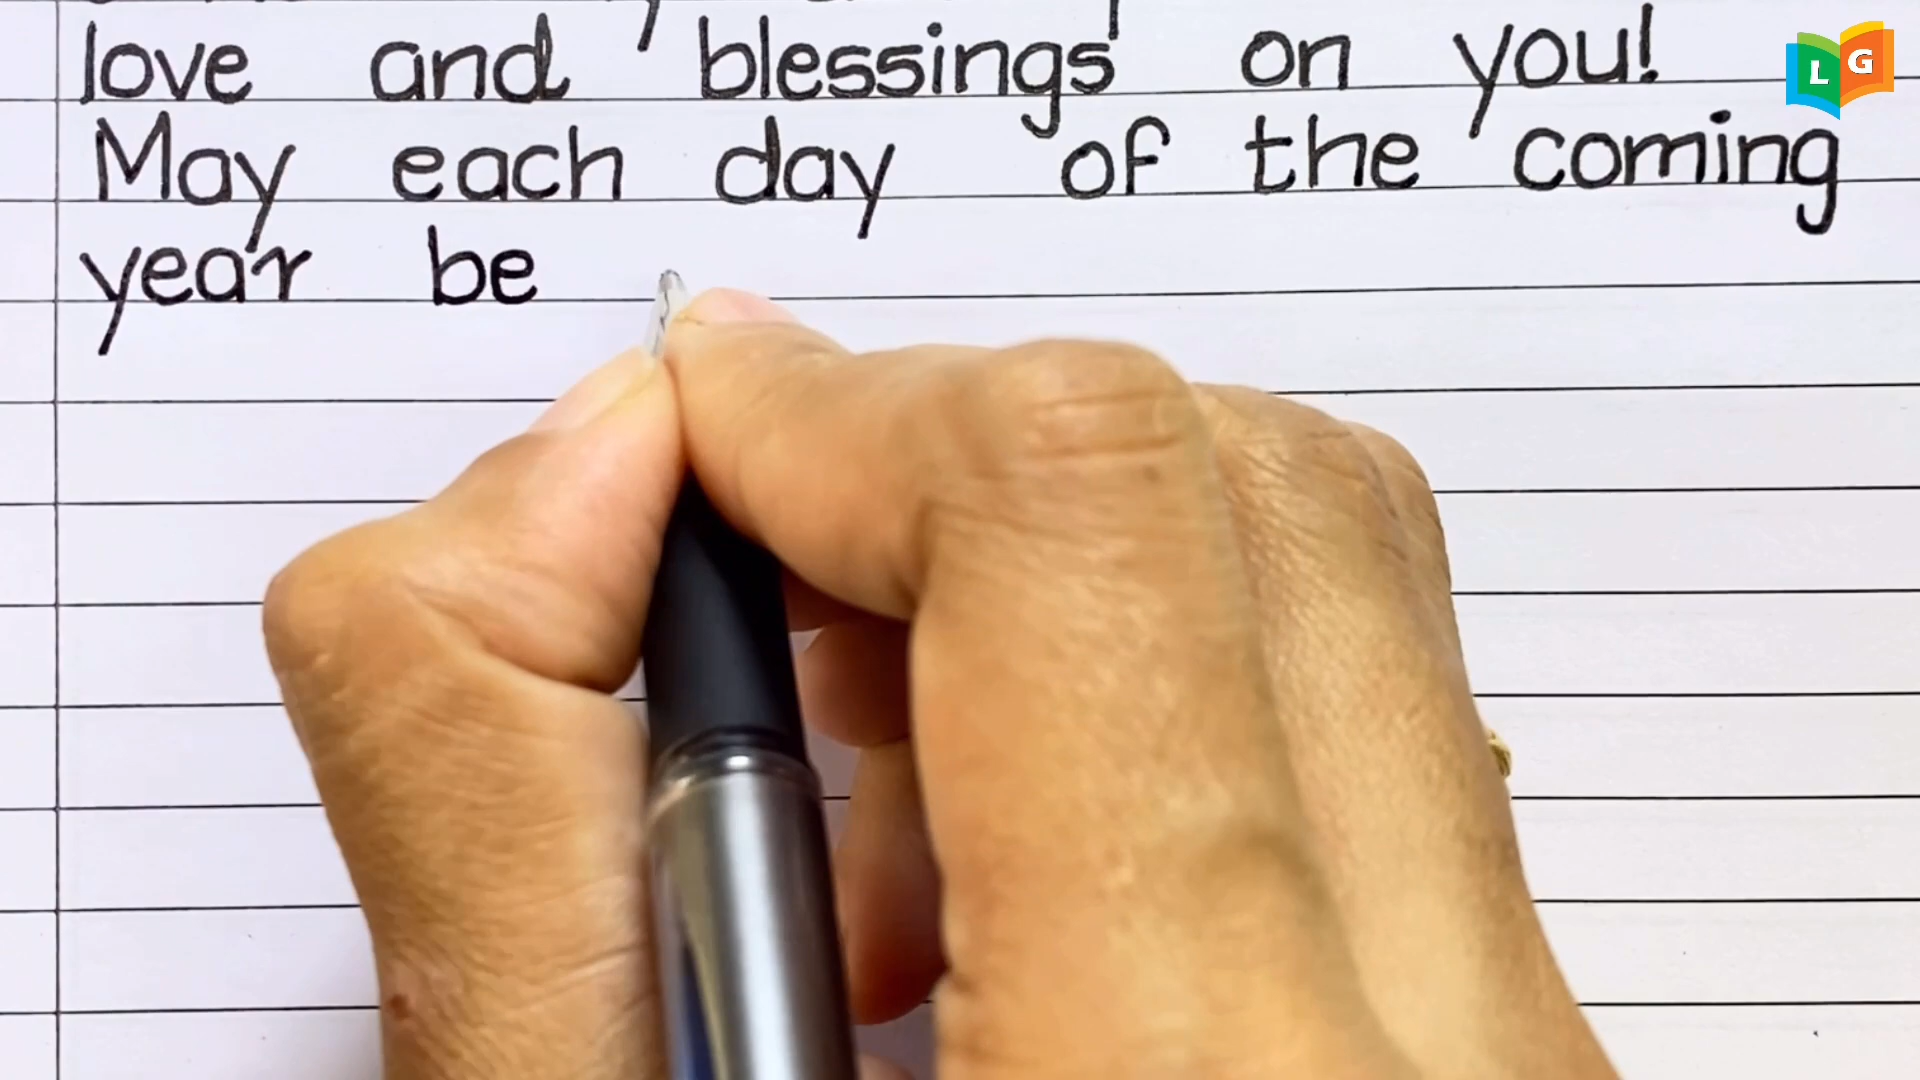 love and blessings on you!
May each day of the coming
year be
L G